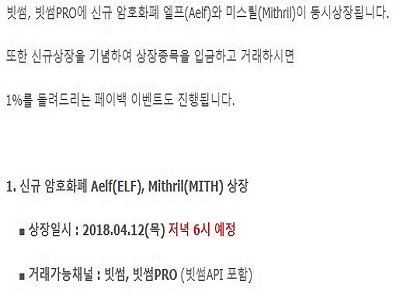 빗썸, 빗썸PRO에 신규 암호화폐 엘프(Aelf)와 미스릴(Mithril)이 동시상장됩니다.
또한 신규상장을 기념하여 상장종목을 입금하고 거래하시면
1%를 돌려드리는 페이백 이벤트도 진행됩니다.
1. 신규 암호화폐 Aelf(ELF), Mithril(MITH) 상장
■ 상장일시 : 2018.04.12(목) 저녁 6시 예정
■ 거래가능채널 : 빗썸, 빗썸PRO (빗썸API 포함)